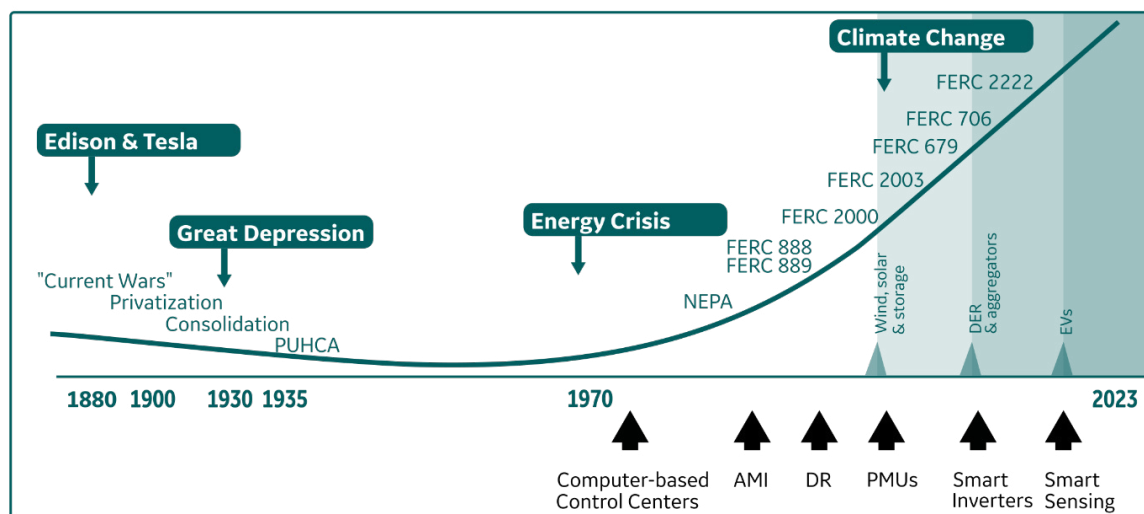 Climate Change
FERC 2222
FERC 706
Edison & Tesla
FERC 679
FERC 2003
Great Depression
Energy Crisis
FERC 2000
FERC 888
FERC 889
"Current Wars"
Privatization
Consolidation
PUHCA
NEPA
Wind, solar
& storage
DER
& aggregators
EVs
1880
1900
1930
1935
1970
2023
Computer-based
Control Centers
AMI
DR
PMUs
Smart
Inverters
Smart
Sensing